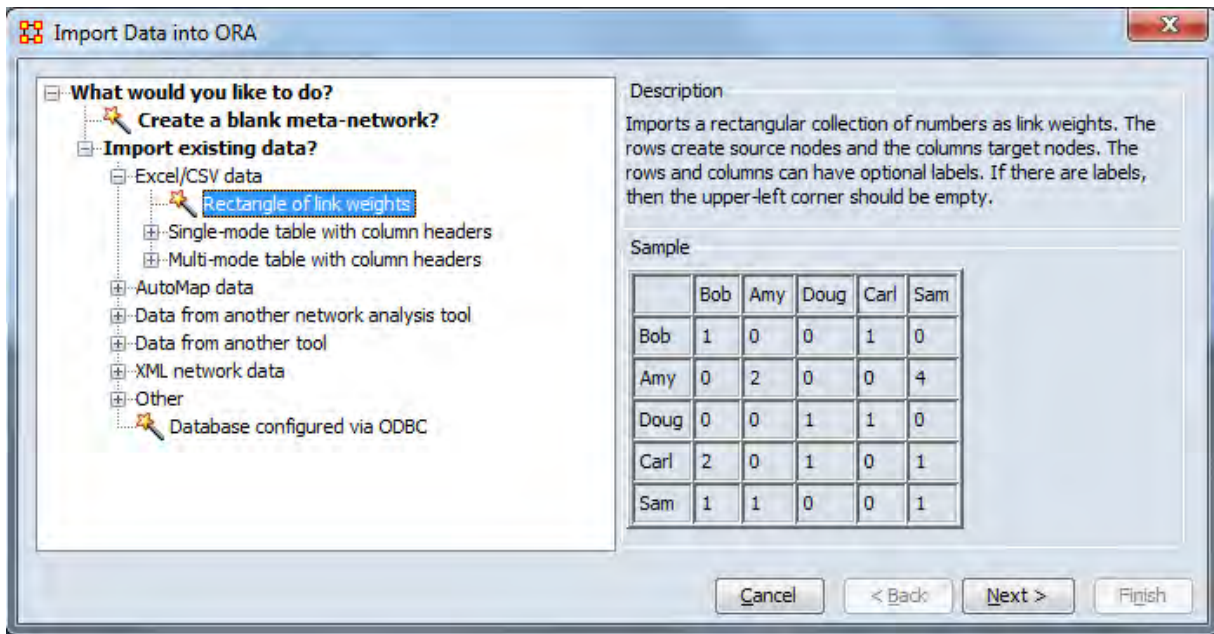 Import Data into ORA
X
What would you like to do?
Create a blank meta-network?
Import existing data?
Excel/CSV data
Rectangle of link weights
Single-mode table with column headers
Multi-mode table with column headers
AutoMap data
Data from another network analysis tool
Data from another tool
XML network data
Other
Database configured via ODBC
Description
Imports a rectangular collection of numbers as link weights. The
rows create source nodes and the columns target nodes. The
rows and columns can have optional labels. If there are labels,
then the upper-left corner should be empty.
Sample
Bob Amy Doug Carl Sam
Bob 1 0 0 1 0
Amy 0 2 0 0 4
Doug 0 0 1 1 0
Carl 2 0 1 0 1
Sam 1 1 0 0 1
Cancel < Back Next > Finish